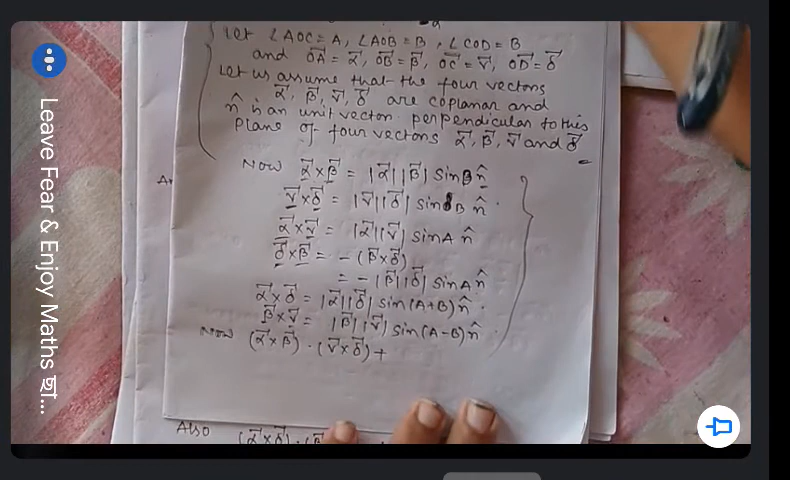 Let ∠AOC = A, ∠AOB = B, ∠COD = B
and OA⃗ = α⃗, OB⃗ = β⃗, OC⃗ = γ⃗, OD⃗ = δ⃗
Let us assume that the four vectors
α⃗, β⃗, γ⃗, δ⃗ are coplanar and
n̂ is an unit vector perpendicular to this
plane of four vectors α⃗, β⃗, γ⃗ and δ⃗
Now α⃗×β⃗ = |α⃗||β⃗| sinB n̂
γ⃗×δ⃗ = |γ⃗||δ⃗| sin B n̂
α⃗×γ⃗ = |α⃗||γ⃗| sinA n̂
δ⃗×β⃗ = -(β⃗×δ⃗)
= -|β⃗||δ⃗| sinA n̂
α⃗×δ⃗ = |α⃗||δ⃗| sin(A+B) n̂
β⃗×γ⃗ = |β⃗||γ⃗| sin(A-B) n̂
Now (α⃗×β⃗)·(γ⃗×δ⃗) +
Also (α⃗×δ⃗)·(β
Leave Fear & Enjoy Maths ছা...